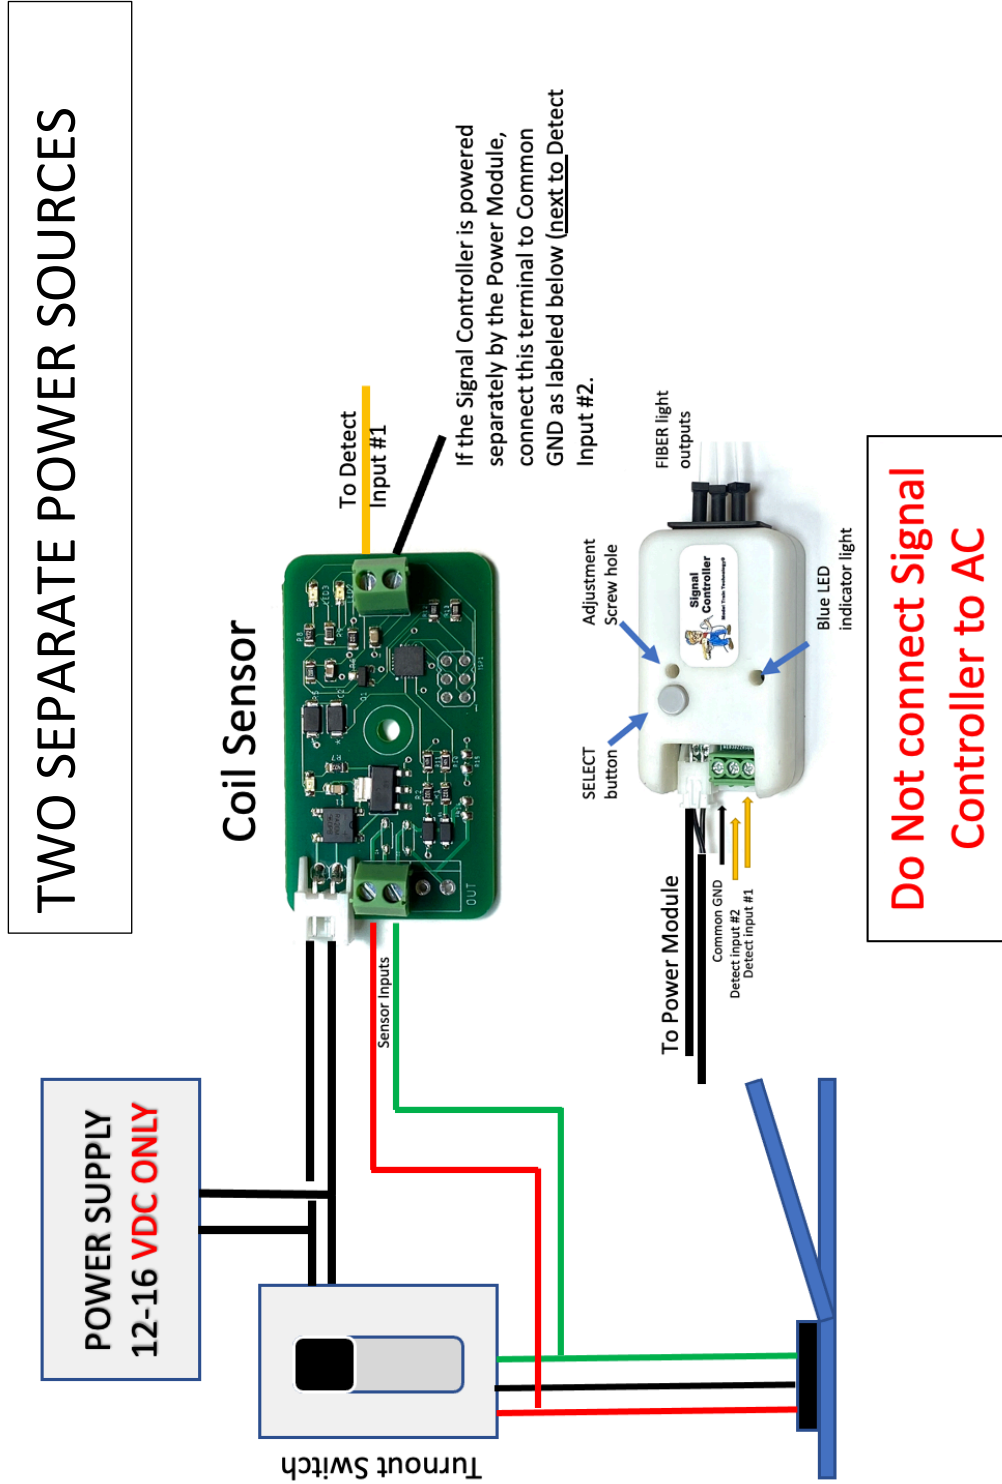 TWO SEPARATE POWER SOURCES
POWER SUPPLY
12-16 VDC ONLY
Coil Sensor
To Detect
Input #1
If the Signal Controller is powered
separately by the Power Module,
connect this terminal to Common
GND as labeled below (next to Detect
Input #2.
Sensor Inputs
OUT
Turnout Switch
SELECT
button
Adjustment
Screw hole
FIBER light
outputs
Signal
Controller
Model Train Technology
Blue LED
indicator light
To Power Module
Common GND
Detect input #2
Detect input #1
Do Not connect Signal
Controller to AC